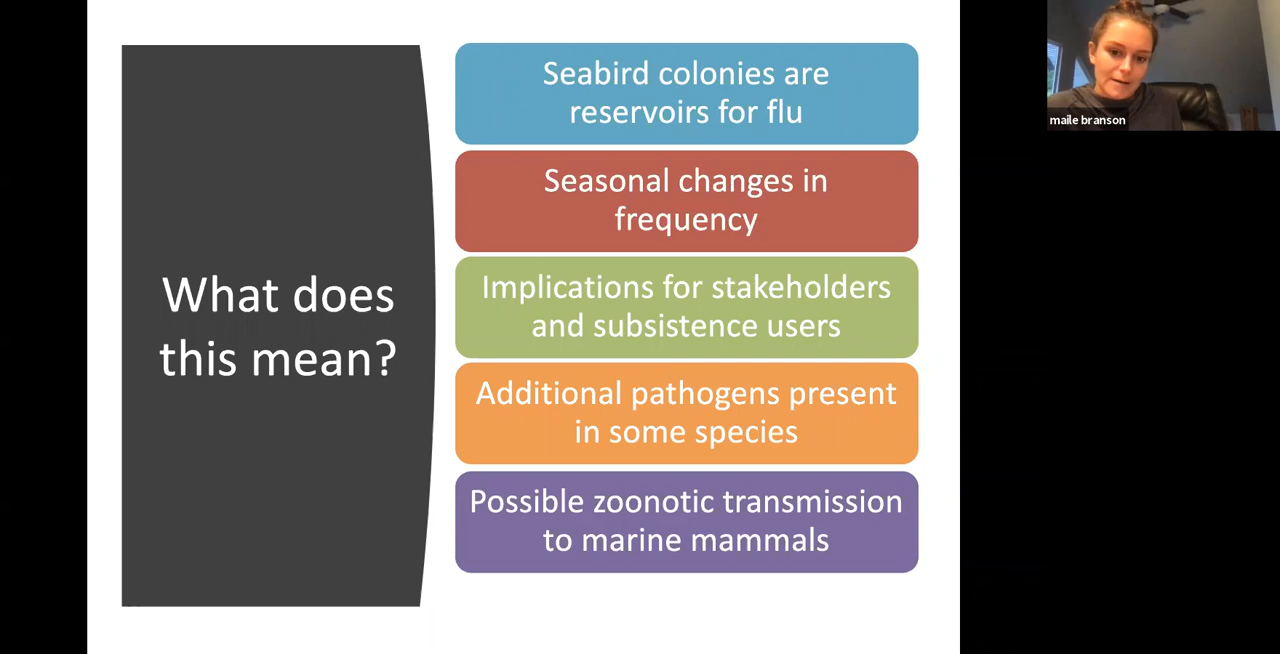 What does
this mean?
Seabird colonies are
reservoirs for flu
Seasonal changes in
frequency
Implications for stakeholders
and subsistence users
Additional pathogens present
in some species
Possible zoonotic transmission
to marine mammals
maile branson